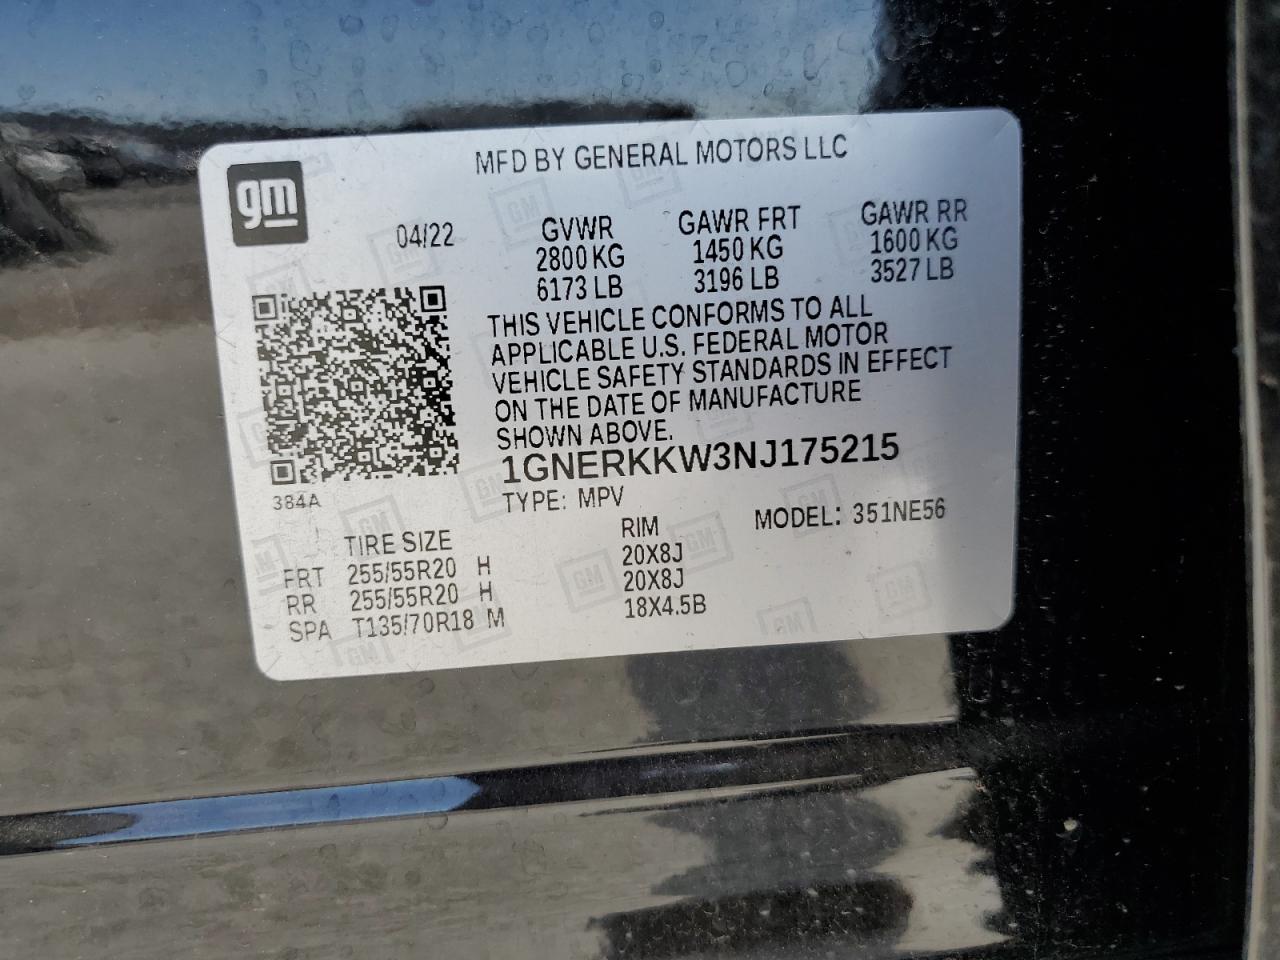 gm
MFD BY GENERAL MOTORS LLC
04/22 GVWR GAWR FRT GAWR RR
2800 KG 1450 KG 1600 KG
6173 LB 3196 LB 3527 LB
THIS VEHICLE CONFORMS TO ALL
APPLICABLE U.S. FEDERAL MOTOR
VEHICLE SAFETY STANDARDS IN EFFECT
ON THE DATE OF MANUFACTURE
SHOWN ABOVE.
1GNERKKW3NJ175215
384A
TYPE: MPV
MODEL: 351NE56
TIRE SIZE RIM
FRT 255/55R20 H 20X8J
RR 255/55R20 H 20X8J
SPA T135/70R18 M 18X4.5B